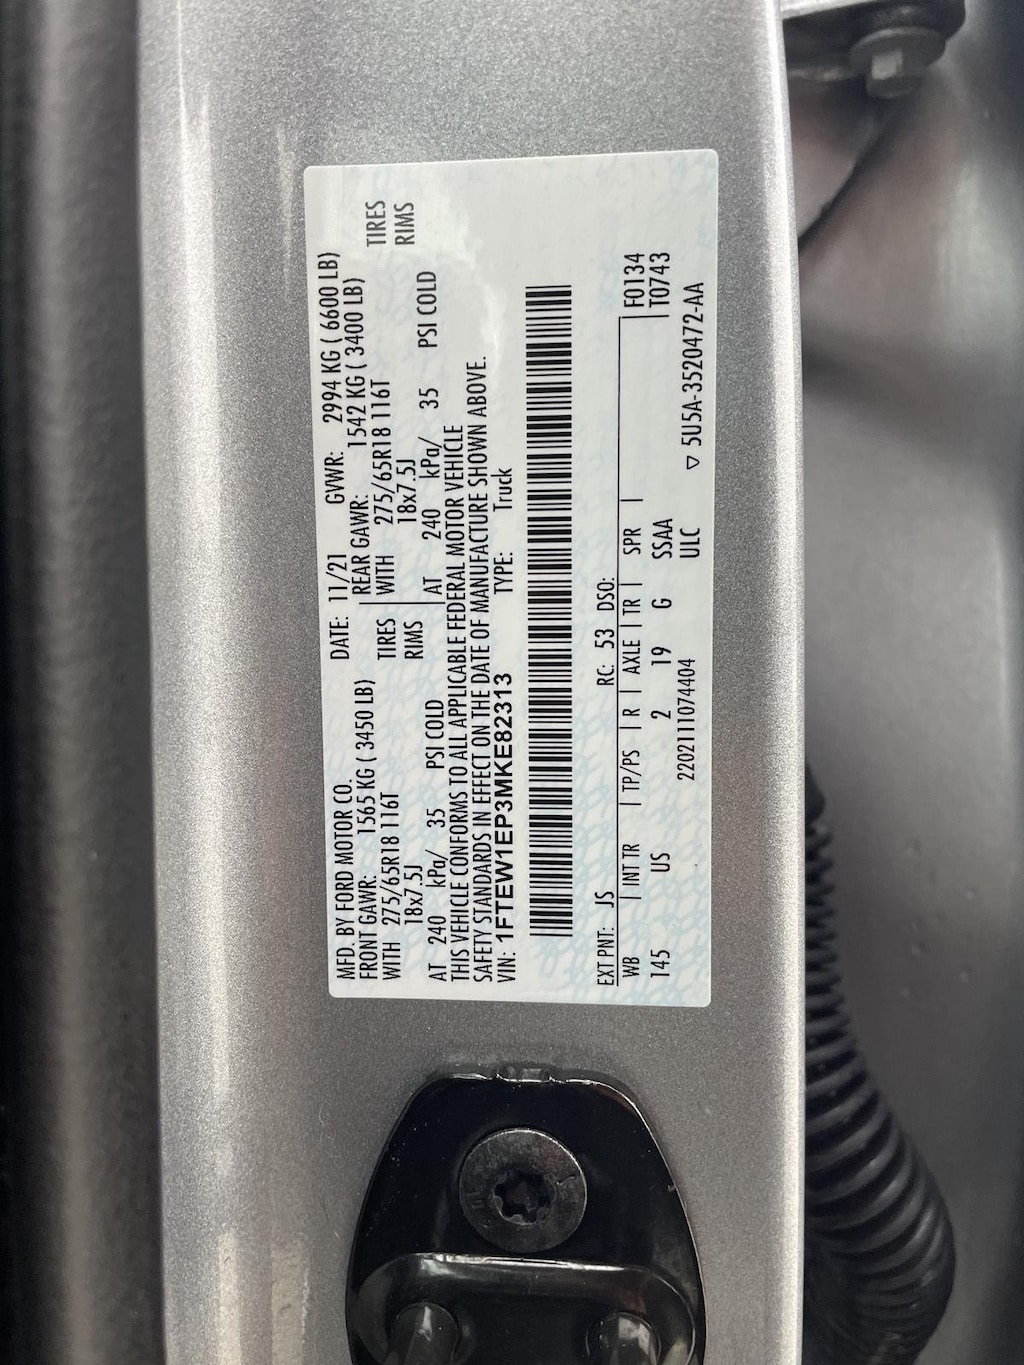 MFD. BY FORD MOTOR CO. DATE: 11/21 GVWR: 2994 KG ( 6600 LB)
FRONT GAWR: 1565 KG ( 3450 LB) REAR GAWR: 1542 KG ( 3400 LB)
WITH 275/65R18 116T TIRES WITH 275/65R18 116T TIRES
18x7.5J RIMS 18x7.5J RIMS
AT 240 kPa/ 35 PSI COLD AT 240 kPa/ 35 PSI COLD
THIS VEHICLE CONFORMS TO ALL APPLICABLE FEDERAL MOTOR VEHICLE
SAFETY STANDARDS IN EFFECT ON THE DATE OF MANUFACTURE SHOWN ABOVE.
VIN: 1FTEW1EP3MKE82313 TYPE: Truck
EXT PNT: JS RC: 53 DSO:
WB INT TR TP/PS R AXLE TR SPR F0134
145 US 2 19 G SSAA T0743
2202111074404 ULC ▽ 5U5A-3520472-AA